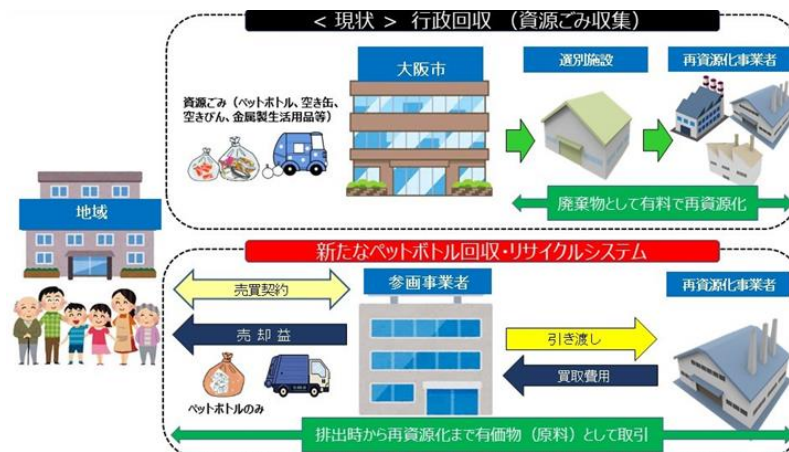 <現状> 行政回収 (資源ごみ収集)
大阪市
選別施設
再資源化事業者
資源ごみ(ペットボトル、空き缶、
空きびん、金属製生活用品等)
廃棄物として有料で再資源化
地域
新たなペットボトル回収・リサイクルシステム
売買契約
参画事業者
再資源化事業者
売却益
引き渡し
買取費用
ペットボトルのみ
排出時から再資源化まで有価物(原料)として取引